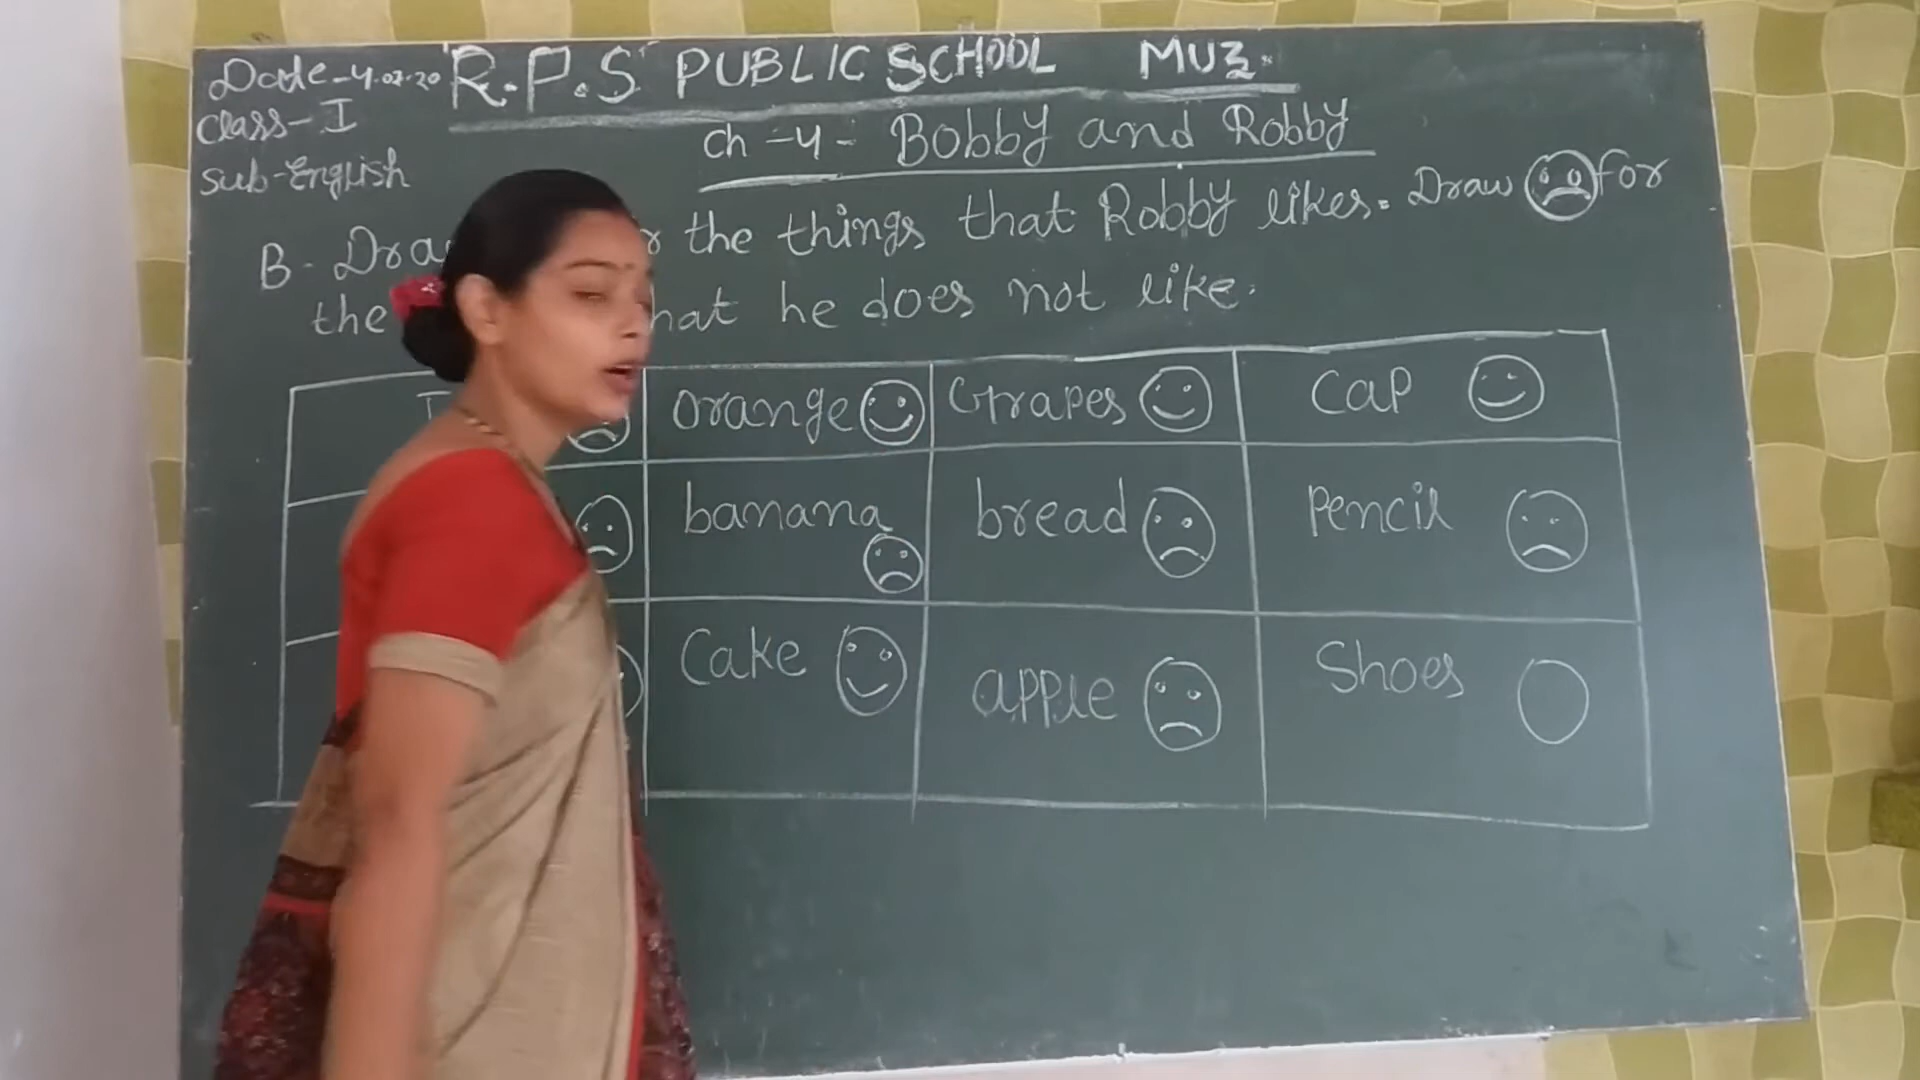 Date-4.07.20 R.P.S PUBLIC SCHOOL MUZ.
Class-I
Sub-English
Ch-4- Bobby and Robby
B- Dra the things that Robby likes. Draw for
the hat he does not like.
Orange Grapes Cap
banana bread Pencil
Cake apple Shoes